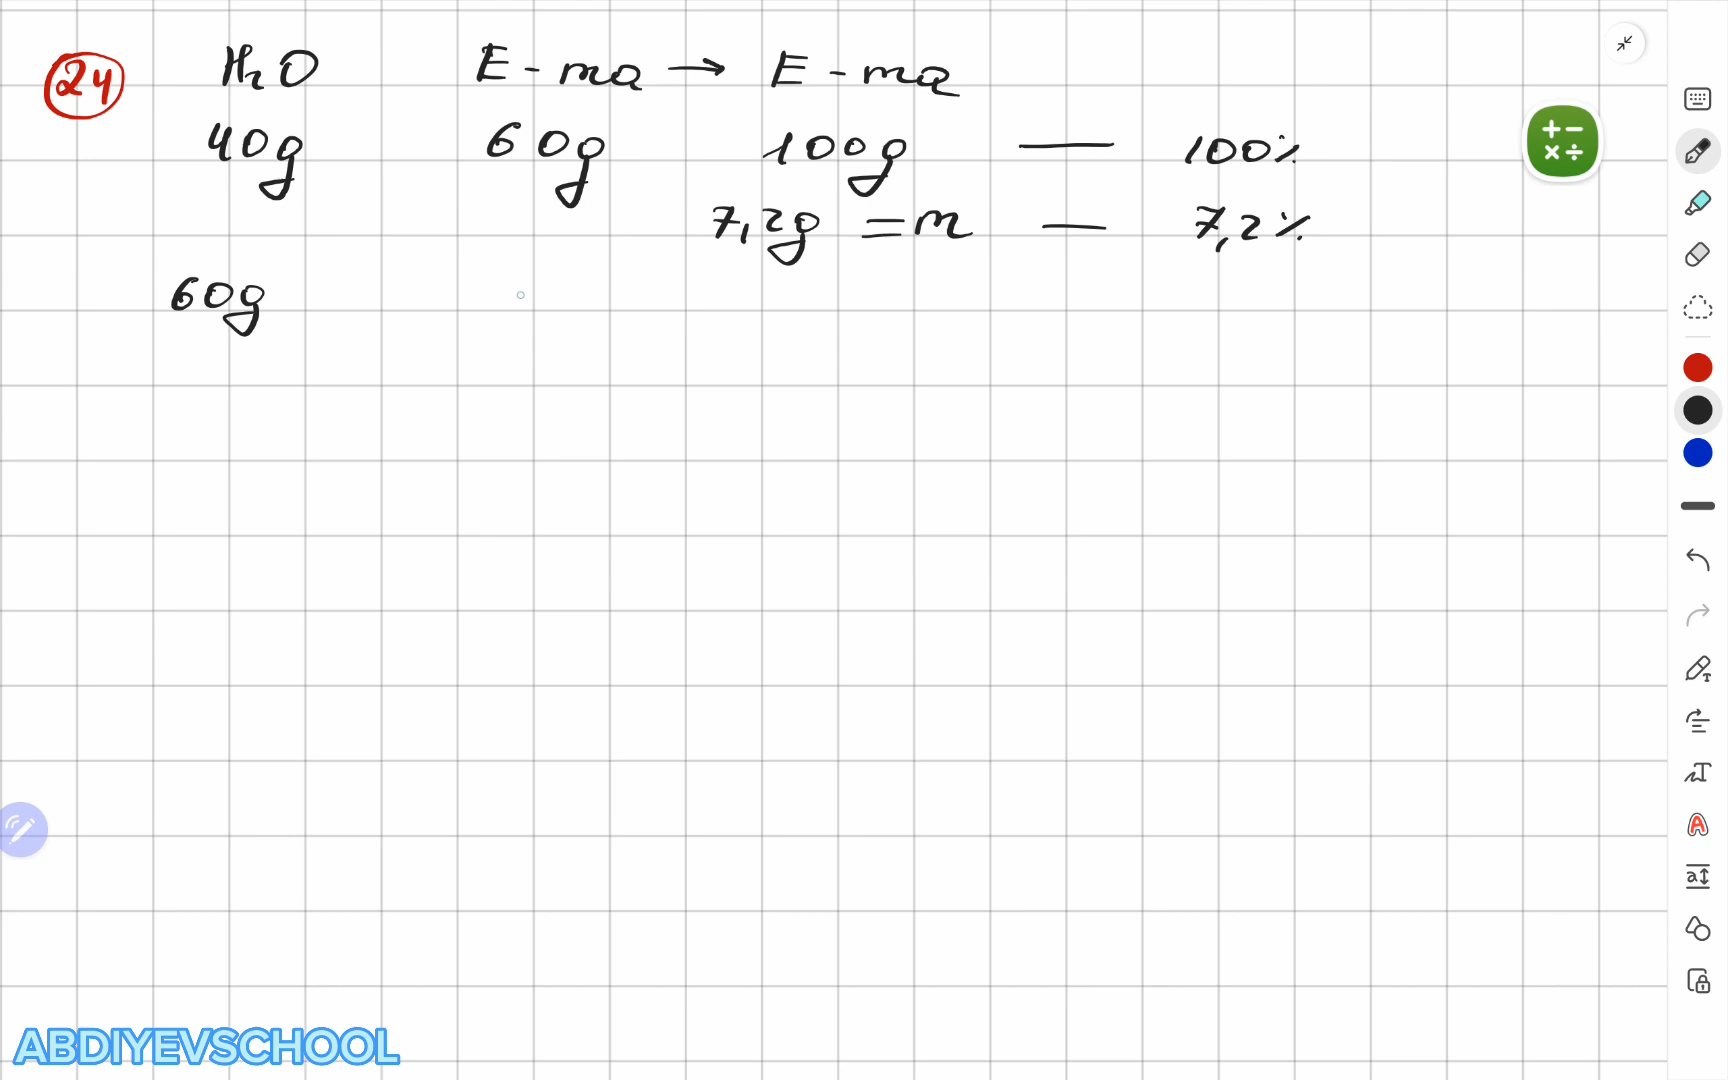 24 H₂O E-ma → E-ma
40g 60g 100g — 100%
7,2g = m — 7,2%
60g
ABDIYEVSCHOOL